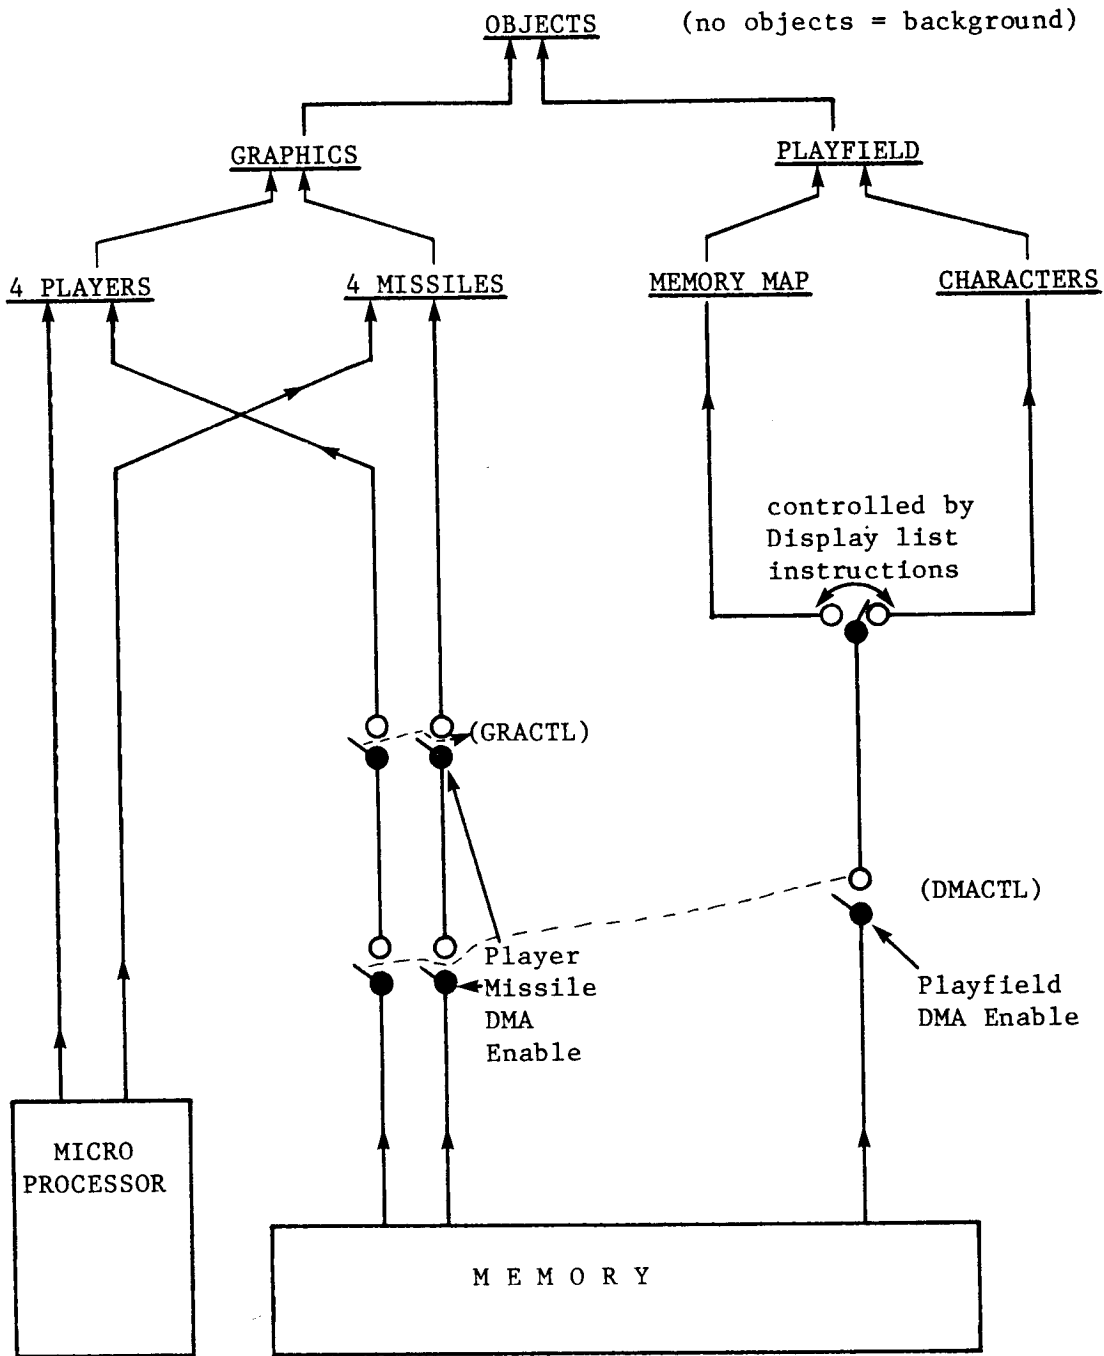 OBJECTS (no objects = background)
GRAPHICS
PLAYFIELD
4 PLAYERS
4 MISSILES
MEMORY MAP
CHARACTERS
controlled by
Display list
instructions
(GRACTL)
(DMACTL)
Player
Missile
DMA
Enable
Playfield
DMA Enable
MICRO
PROCESSOR
M E M O R Y